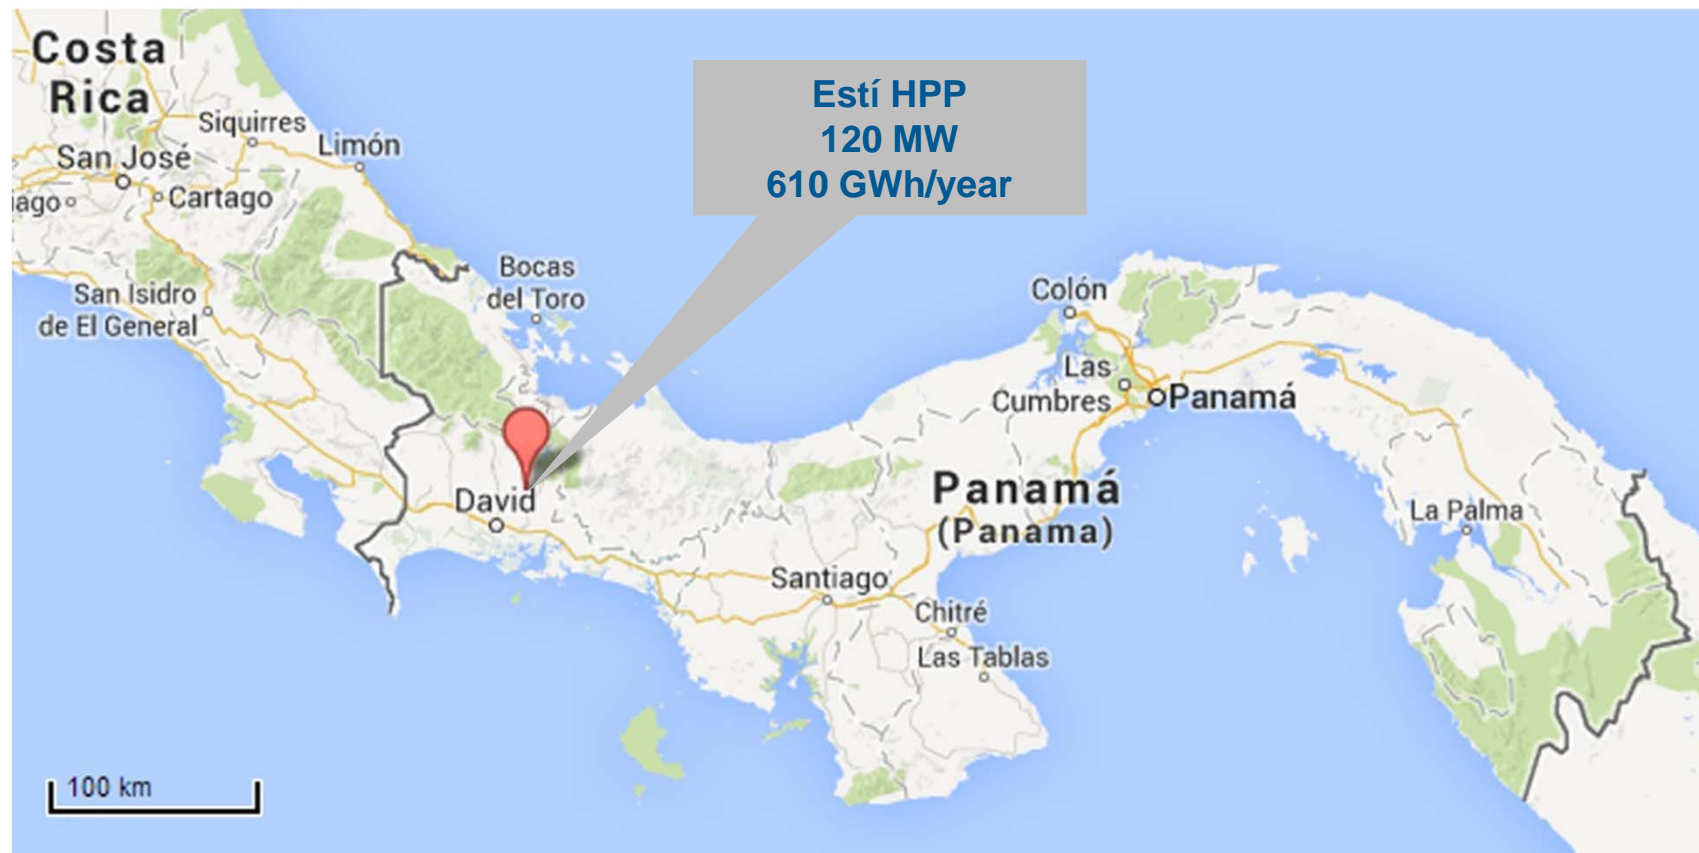 Costa
Rica
Siquirres
Limón
San José
Cartago
iago
San Isidro
de El General
Bocas
del Toro
Estí HPP
120 MW
610 GWh/year
David
Colón
Las
Cumbres
Panamá
Panamá
(Panama)
La Palma
Santiago
Chitré
Las Tablas
100 km